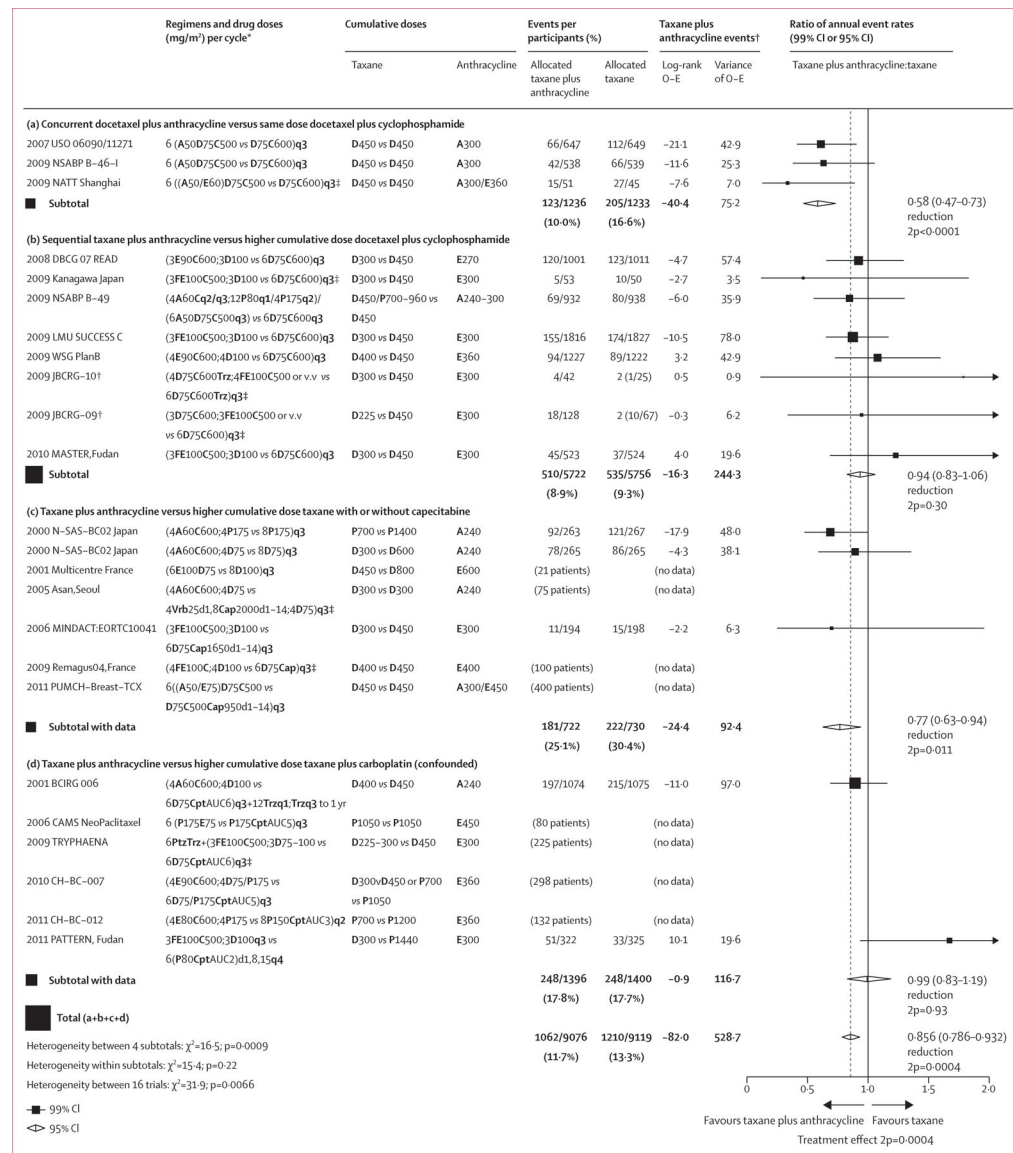 Regimens and drug doses Cumulative doses Events per Taxane plus Ratio of annual event rates
(mg/m²) per cycle* participants (%) anthracycline events† (99% CI or 95% CI)
Taxane Anthracycline Allocated Allocated Log-rank Variance Taxane plus anthracycline:taxane
taxane plus taxane O–E of O–E
anthracycline
(a) Concurrent docetaxel plus anthracycline versus same dose docetaxel plus cyclophosphamide
2007 USO 06090/11271 6 (A50D75C500 vs D75C600)q3 D450 vs D450 A300 66/647 112/649 –21·1 42·9
2009 NSABP B–46–I 6 (A50D75C500 vs D75C600)q3 D450 vs D450 A300 42/538 66/539 –11·6 25·3
2009 NATT Shanghai 6 ((A50/E60)D75C500 vs D75C600)q3‡ D450 vs D450 A300/E360 15/51 27/45 –7·6 7·0
Subtotal 123/1236 205/1233 –40·4 75·2 0·58 (0·47–0·73)
(10·0%) (16·6%) reduction
2p<0·0001
(b) Sequential taxane plus anthracycline versus higher cumulative dose docetaxel plus cyclophosphamide
2008 DBCG 07 READ (3E90C600;3D100 vs 6D75C600)q3 D300 vs D450 E270 120/1001 123/1011 –4·7 57·4
2009 Kanagawa Japan (3FE100C500;3D100 vs 6D75C600)q3‡ D300 vs D450 E300 5/53 10/50 –2·7 3·5
2009 NSABP B–49 (4A60Cq2/q3;12P80q1/4P175q2)/ D450/P700–960 vs A240–300 69/932 80/938 –6·0 35·9
(6A50D75C500q3) vs 6D75C600q3 D450
2009 LMU SUCCESS C (3FE100C500;3D100 vs 6D75C600)q3 D300 vs D450 E300 155/1816 174/1827 –10·5 78·0
2009 WSG PlanB (4E90C600;4D100 vs 6D75C600)q3 D400 vs D450 E360 94/1227 89/1222 3·2 42·9
2009 JBCRG–10† (4D75C600Trz;4FE100C500 or v.v vs D300 vs D450 E300 4/42 2 (1/25) 0·5 0·9
6D75C600Trz)q3‡
2009 JBCRG–09† (3D75C600;3FE100C500 or v.v D225 vs D450 E300 18/128 2 (10/67) –0·3 6·2
vs 6D75C600)q3‡
2010 MASTER,Fudan (3FE100C500;3D100 vs 6D75C600)q3 D300 vs D450 E300 45/523 37/524 4·0 19·6
Subtotal 510/5722 535/5756 –16·3 244·3 0·94 (0·83–1·06)
(8·9%) (9·3%) reduction
2p=0·30
(c) Taxane plus anthracycline versus higher cumulative dose taxane with or without capecitabine
2000 N–SAS–BC02 Japan (4A60C600;4P175 vs 8P175)q3 P700 vs P1400 A240 92/263 121/267 –17·9 48·0
2000 N–SAS–BC02 Japan (4A60C600;4D75 vs 8D75)q3 D300 vs D600 A240 78/265 86/265 –4·3 38·1
2001 Multicentre France (6E100D75 vs 8D100)q3 D450 vs D800 E600 (21 patients) (no data)
2005 Asan,Seoul (4A60C600;4D75 vs D300 vs D300 A240 (75 patients) (no data)
4Vrb25d1,8Cap2000d1–14;4D75)q3‡
2006 MINDACT:EORTC10041 (3FE100C500;3D100 vs D300 vs D450 E300 11/194 15/198 –2·2 6·3
6D75Cap1650d1–14)q3
2009 Remagus04,France (4FE100C;4D100 vs 6D75Cap)q3‡ D400 vs D450 E400 (100 patients) (no data)
2011 PUMCH–Breast–TCX 6((A50/E75)D75C500 vs D450 vs D450 A300/E450 (400 patients) (no data)
D75C500Cap950d1–14)q3
Subtotal with data 181/722 222/730 –24·4 92·4 0·77 (0·63–0·94)
(25·1%) (30·4%) reduction
2p=0·011
(d) Taxane plus anthracycline versus higher cumulative dose taxane plus carboplatin (confounded)
2001 BCIRG 006 (4A60C600;4D100 vs D400 vs D450 A240 197/1074 215/1075 –11·0 97·0
6D75CptAUC6)q3+12Trzq1;Trzq3 to 1 yr
2006 CAMS NeoPaclitaxel 6 (P175E75 vs P175CptAUC5)q3 P1050 vs P1050 E450 (80 patients) (no data)
2009 TRYPHAENA 6PtzTrz+(3FE100C500;3D75–100 vs D225–300 vs D450 E300 (225 patients) (no data)
6D75CptAUC6)q3‡
2010 CH–BC–007 (4E90C600;4D75/P175 vs D300vD450 or P700 E360 (298 patients) (no data)
6D75/P175CptAUC5)q3 vs P1050
2011 CH–BC–012 (4E80C600;4P175 vs 8P150CptAUC3)q2 P700 vs P1200 E360 (132 patients) (no data)
2011 PATTERN, Fudan 3FE100C500;3D100q3 vs D300 vs P1440 E300 51/322 33/325 10·1 19·6
6(P80CptAUC2)d1,8,15q4
Subtotal with data 248/1396 248/1400 –0·9 116·7 0·99 (0·83–1·19)
(17·8%) (17·7%) reduction
2p=0·93
Total (a+b+c+d)
1062/9076 1210/9119 –82·0 528·7 0·856 (0·786–0·932)
(11·7%) (13·3%) reduction
2p=0·0004
Heterogeneity between 4 subtotals: χ²=16·5; p=0·0009
Heterogeneity within subtotals: χ²=15·4; p=0·22
Heterogeneity between 16 trials: χ²=31·9; p=0·0066
99% Cl
95% Cl
0 0·5 1·0 1·5 2·0
Favours taxane plus anthracycline Favours taxane
Treatment effect 2p=0·0004